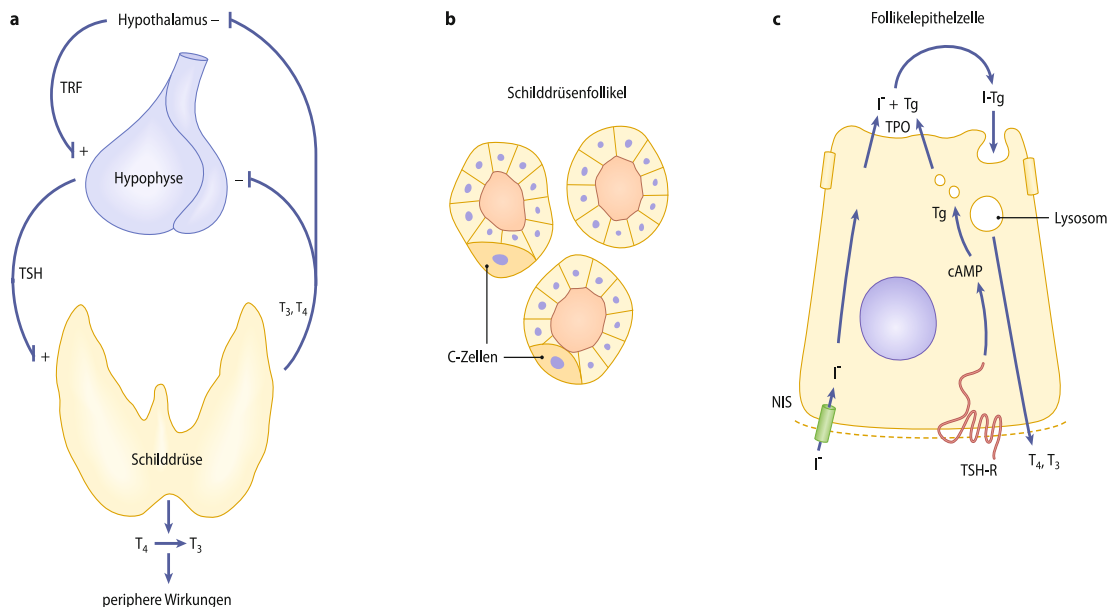 a
Hypothalamus –
TRF
+
Hypophyse
–
TSH
T3, T4
+
Schilddrüse
T4
T3
periphere Wirkungen
b
Schilddrüsenfollikel
C-Zellen
c
Follikelepithelzelle
I⁻ + Tg
I-Tg
TPO
Tg
Lysosom
cAMP
I⁻
NIS
I⁻
TSH-R
T4, T3